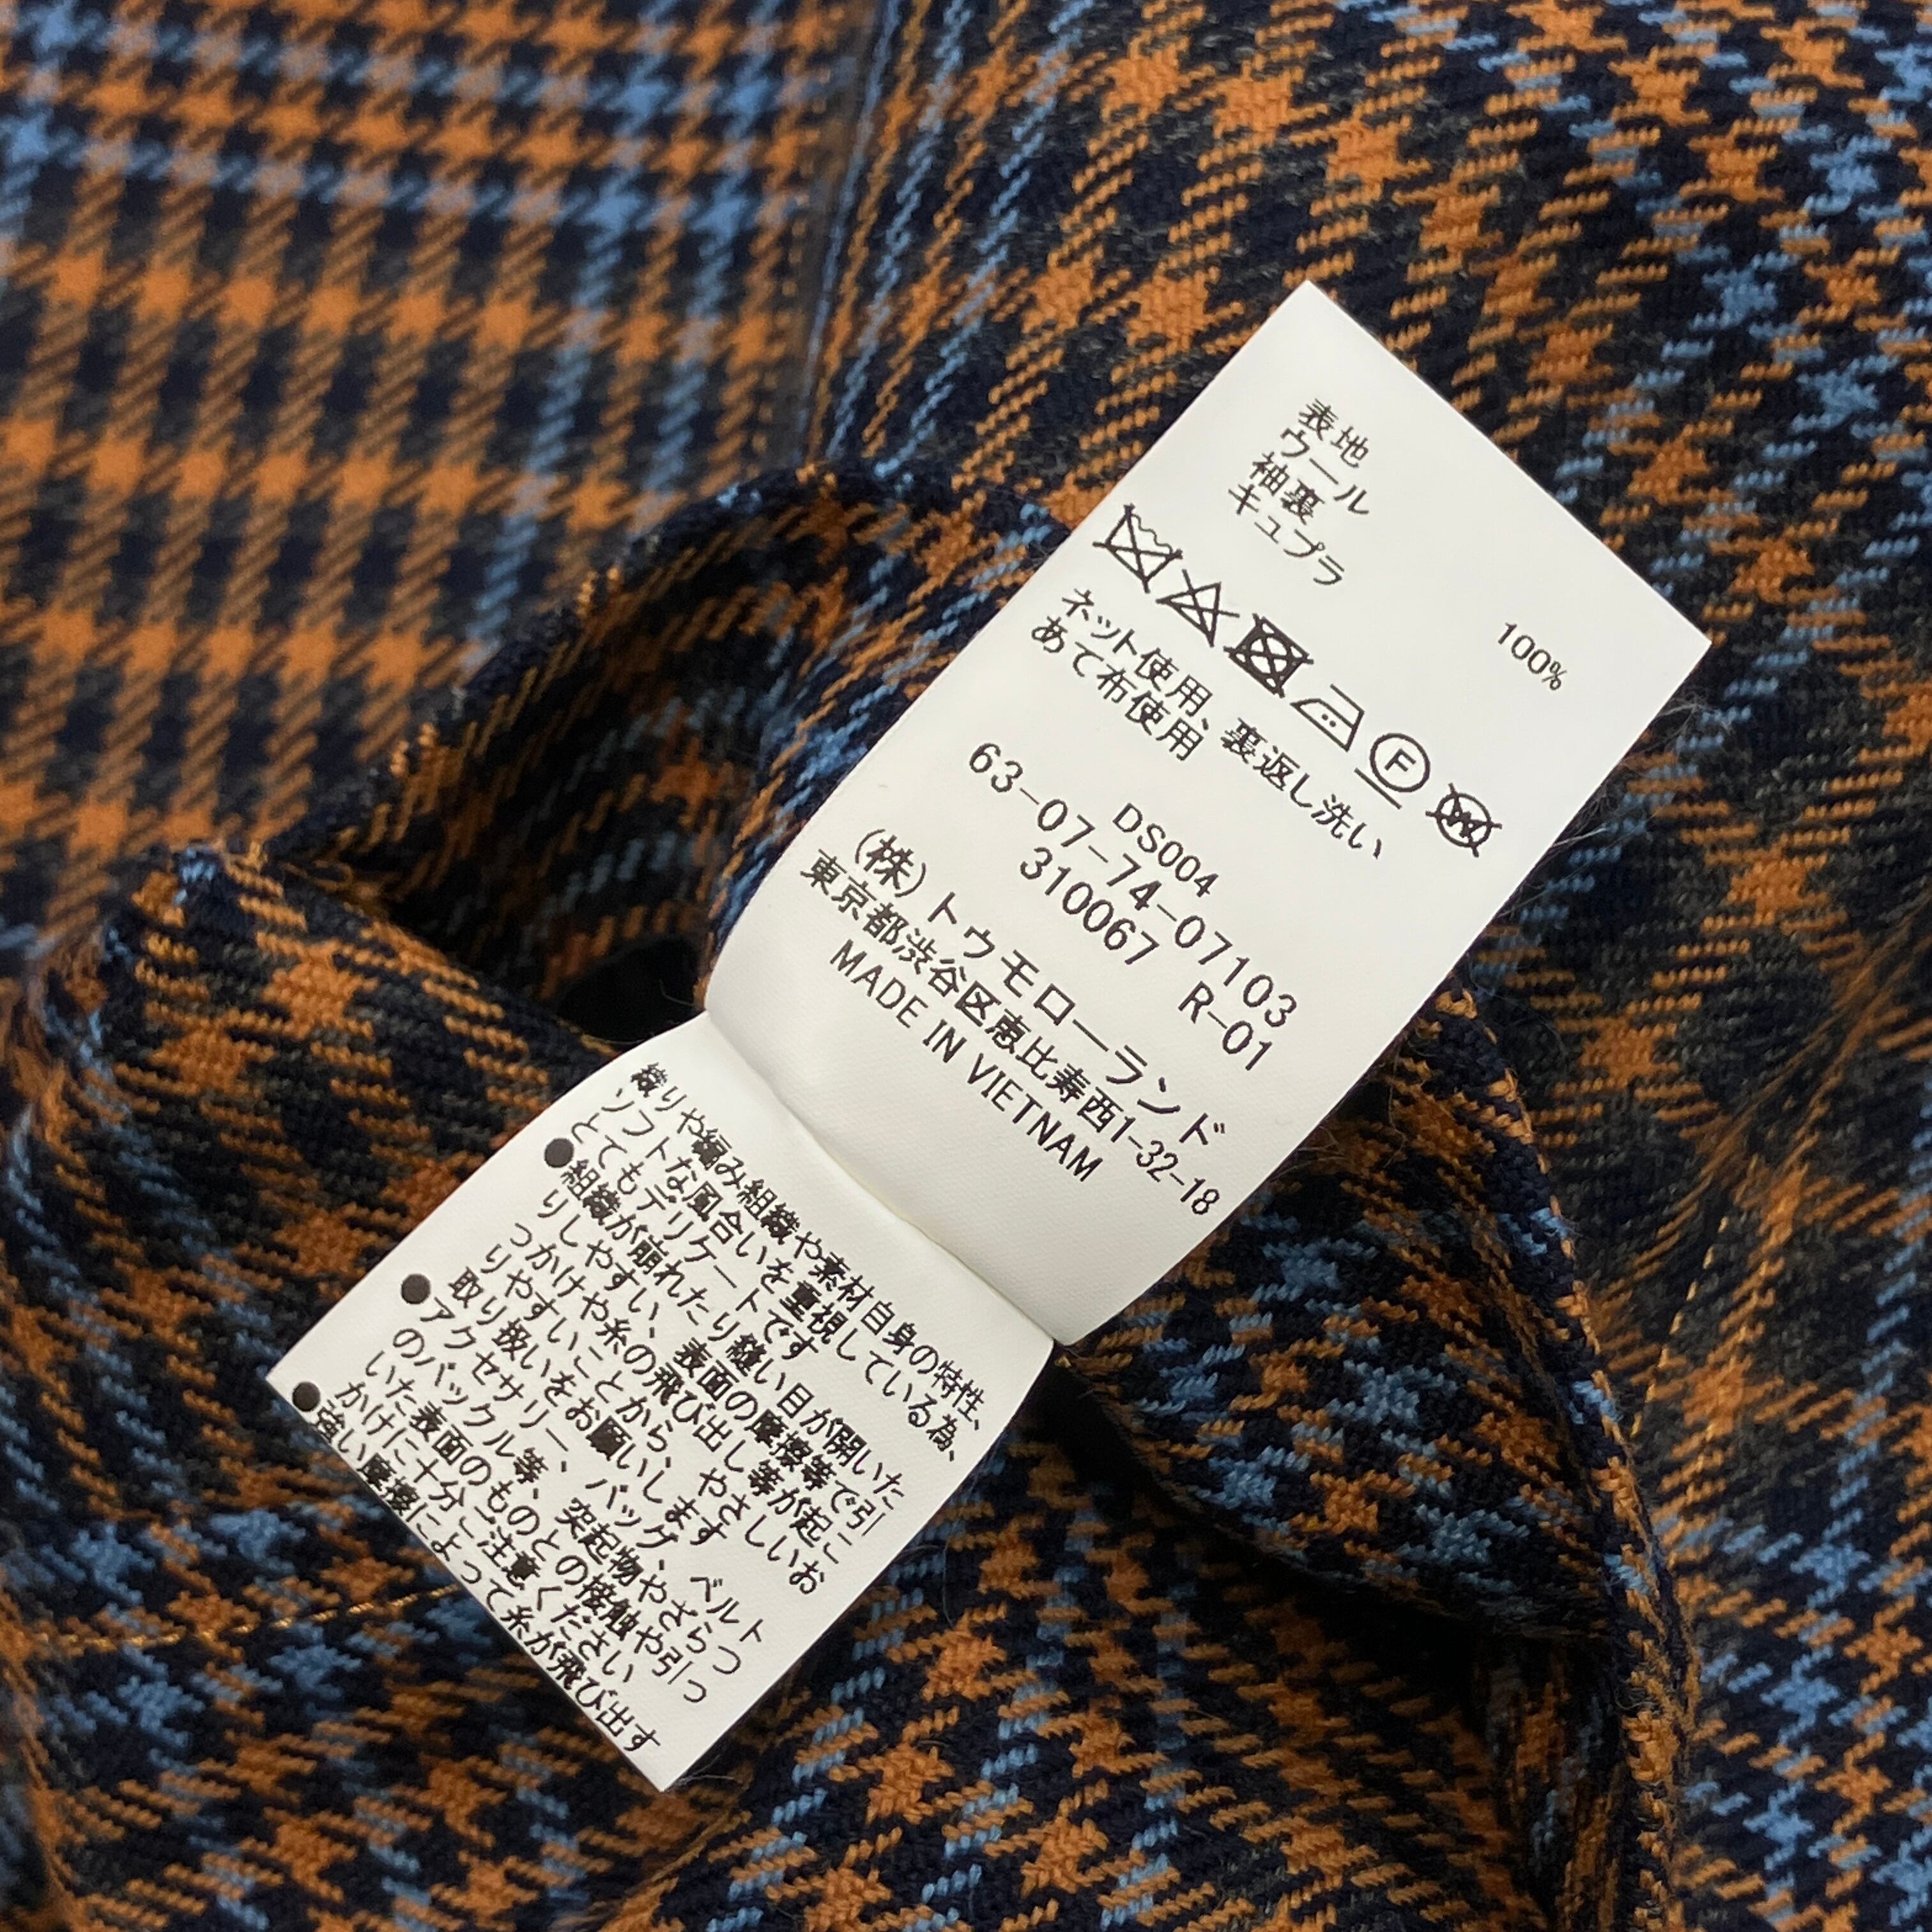 表地
ウール 100%
袖裏
キュプラ
F
W
ネット使用、裏返し洗い
あて布使用
DS004
63-07-74-07103
310067 R-01
(株)トゥモローランド
東京都渋谷区恵比寿西1-32-18
MADE IN VIETNAM
織りや編み組織や素材自身の特性、
ソフトな風合いを重視している為、
とてもデリケートです
●組織が崩れたり縫い目が開いた
りしやすい、表面の摩擦等で引
っかけや糸の飛び出し等が起こ
りやすいことから、やさしいお
取り扱いをお願いします
●アクセサリー、バッグ、ベルト
のバックル等、突起物やざらつ
いた表面のものとの接触や引っ
かけに十分ご注意ください
●強い摩擦によって糸が飛び出す